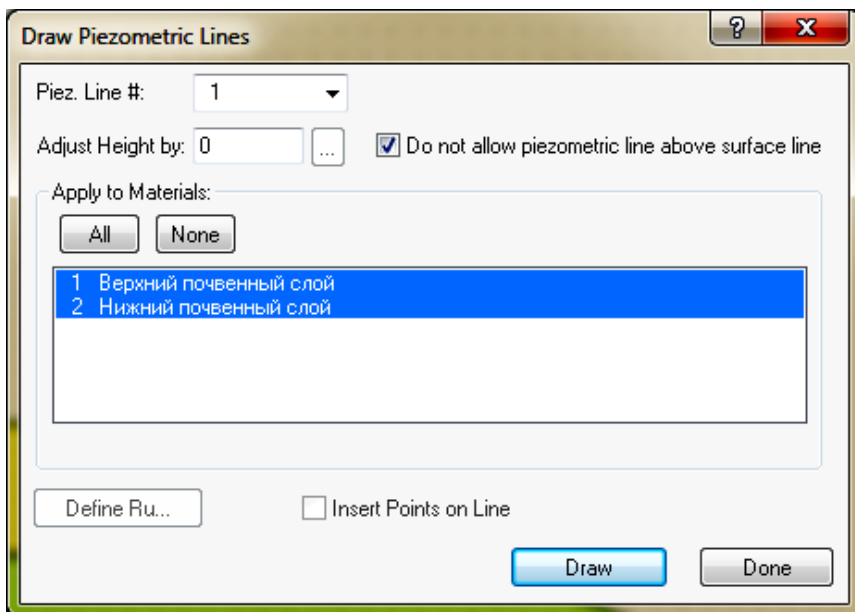 Draw Piezometric Lines
Piez. Line #: 1
Adjust Height by: 0 ... Do not allow piezometric line above surface line
Apply to Materials:
All None
1 Верхний почвенный слой
2 Нижний почвенный слой
Define Ru... Insert Points on Line
Draw Done